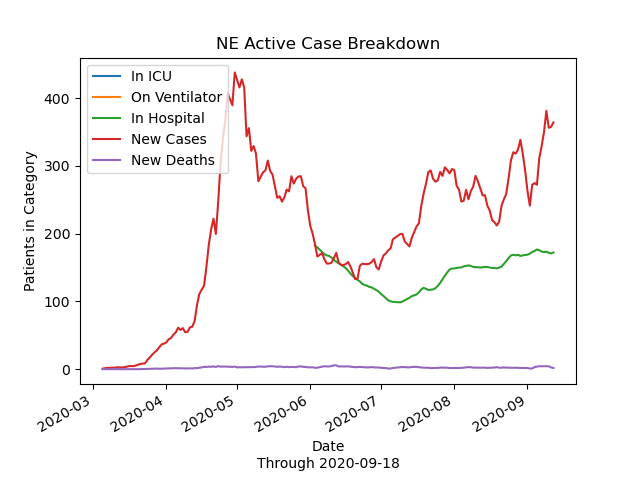 NE Active Case Breakdown
In ICU
On Ventilator
In Hospital
New Cases
New Deaths
Patients in Category
400
300
200
100
0
2020-03
2020-04
2020-05
2020-06
2020-07
2020-08
2020-09
Date
Through 2020-09-18